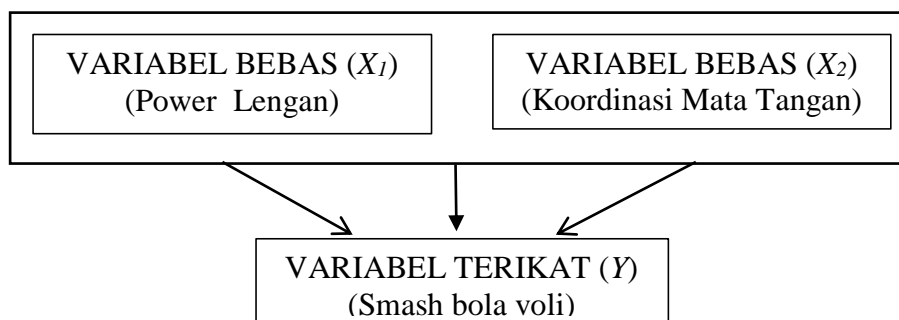 VARIABEL BEBAS (X1)
(Power Lengan)
VARIABEL BEBAS (X2)
(Koordinasi Mata Tangan)
VARIABEL TERIKAT (Y)
(Smash bola voli)